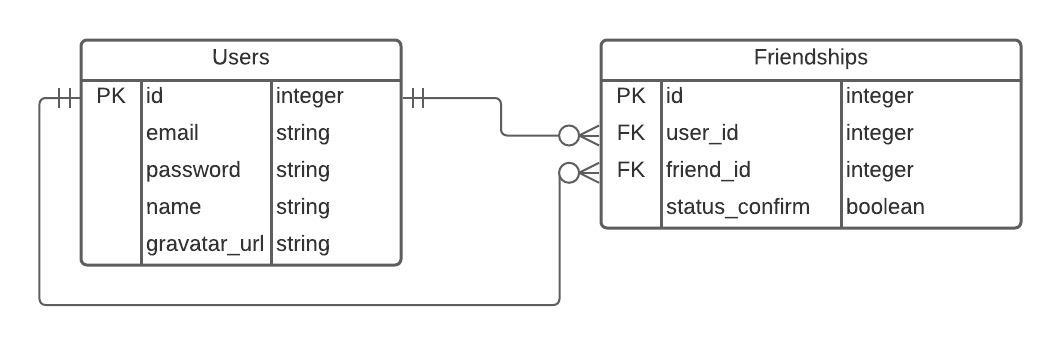 Users
PK id integer
email string
password string
name string
gravatar_url string
Friendships
PK id integer
FK user_id integer
FK friend_id integer
status_confirm boolean